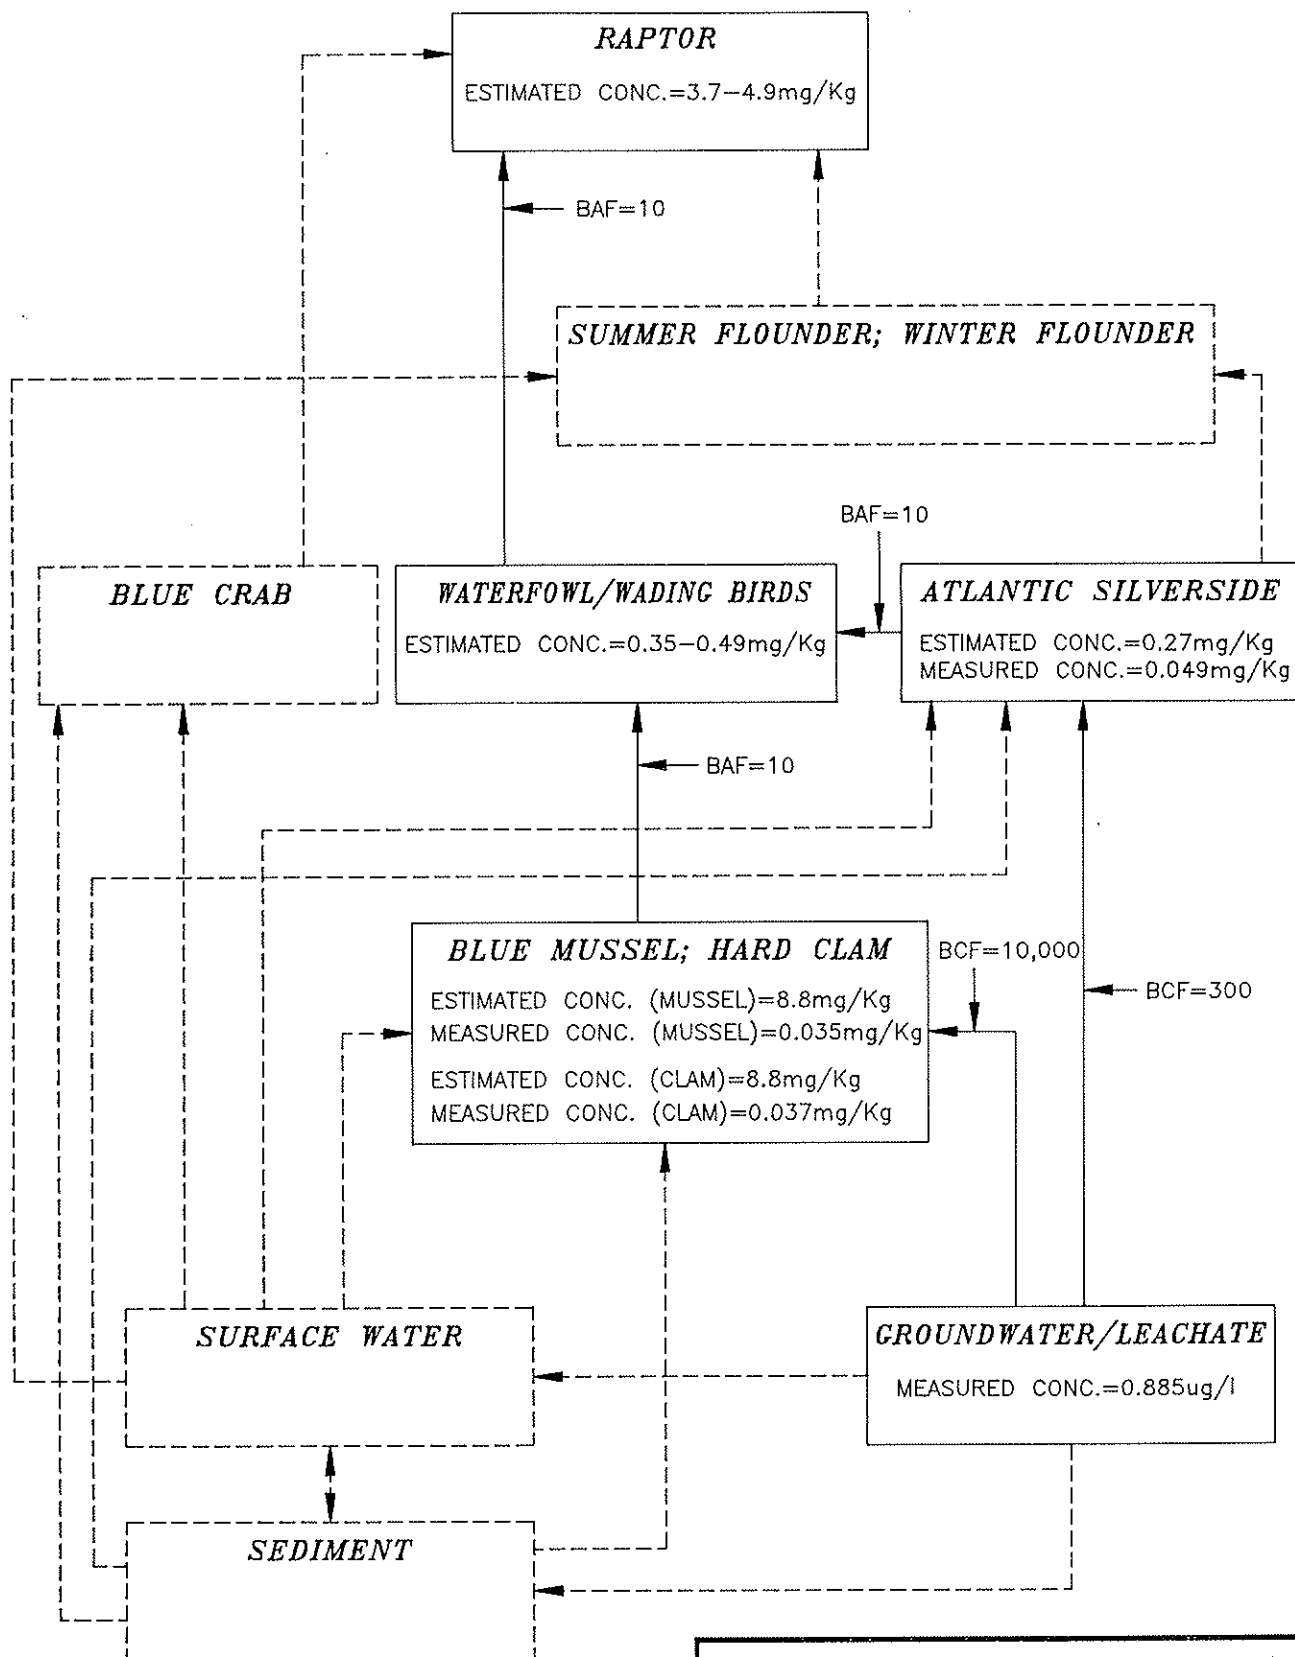 RAPTOR
ESTIMATED CONC.=3.7-4.9mg/Kg
BAF=10
SUMMER FLOUNDER; WINTER FLOUNDER
BAF=10
BLUE CRAB
WATERFOWL/WADING BIRDS
ESTIMATED CONC.=0.35-0.49mg/Kg
ATLANTIC SILVERSIDE
ESTIMATED CONC.=0.27mg/Kg
MEASURED CONC.=0.049mg/Kg
BAF=10
BLUE MUSSEL; HARD CLAM
ESTIMATED CONC. (MUSSEL)=8.8mg/Kg
MEASURED CONC. (MUSSEL)=0.035mg/Kg
ESTIMATED CONC. (CLAM)=8.8mg/Kg
MEASURED CONC. (CLAM)=0.037mg/Kg
BCF=10,000
BCF=300
SURFACE WATER
GROUNDWATER/LEACHATE
MEASURED CONC.=0.885ug/l
SEDIMENT